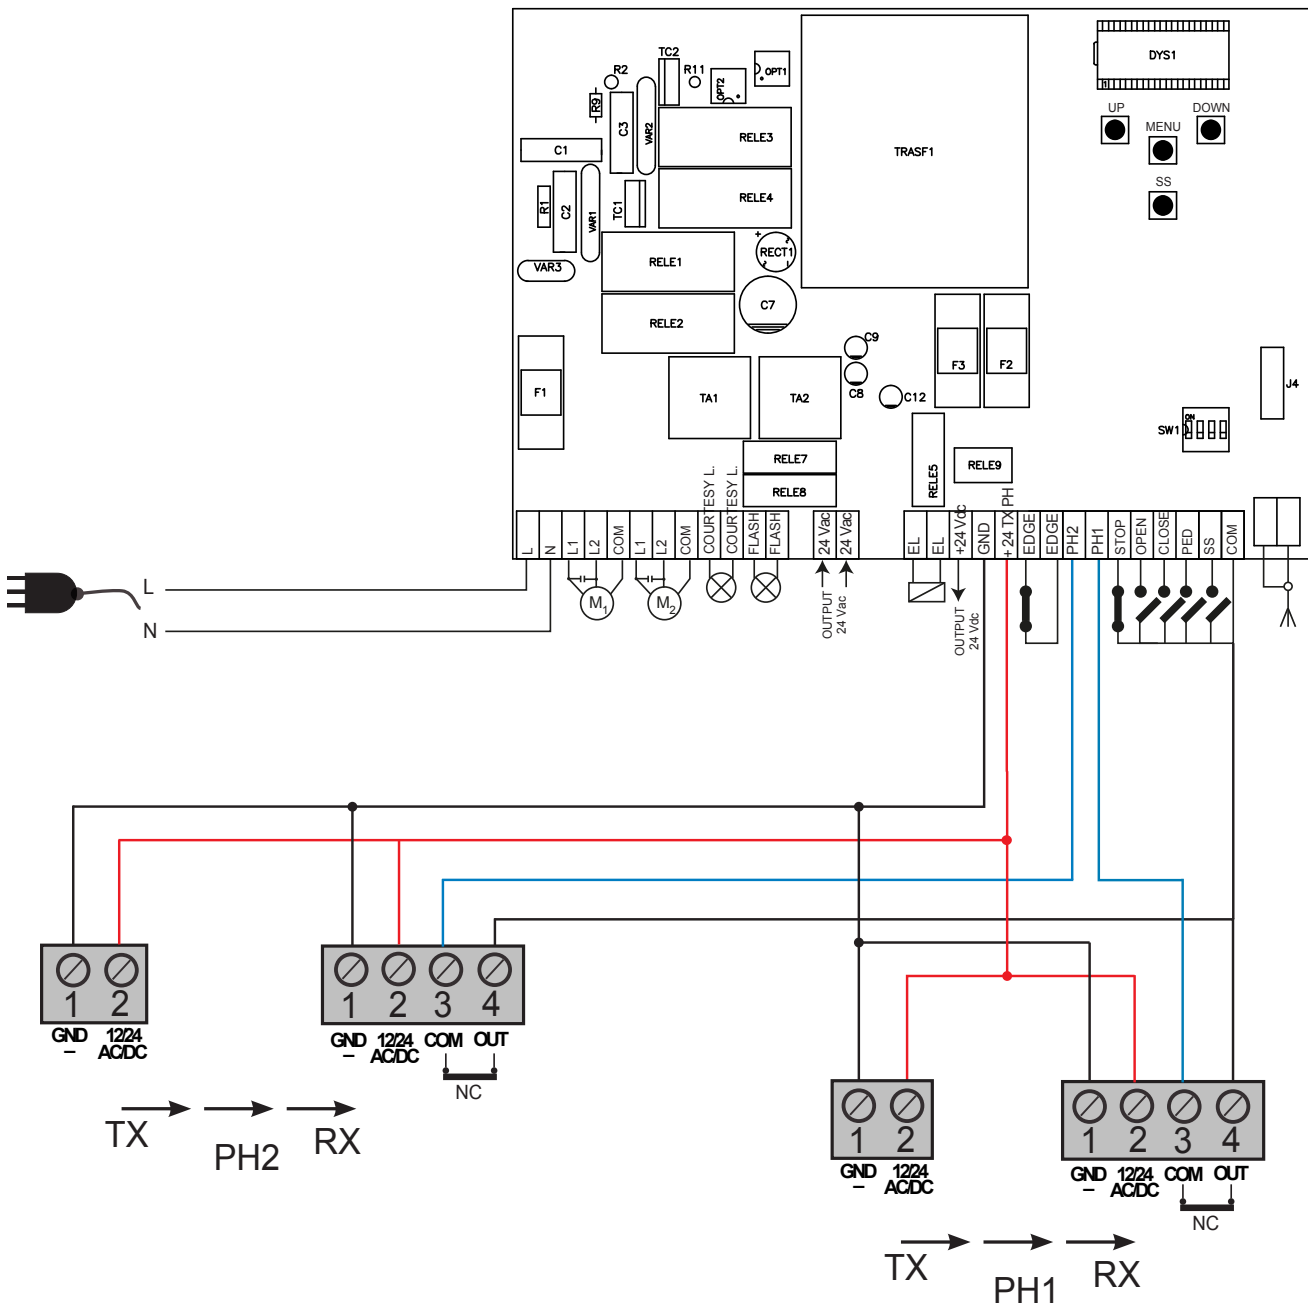 DYS1
UP
DOWN
MENU
SS
TC2
R2
R11
OPT2
OPT1
R9
C3
VAR2
RELE3
C1
TRASF1
R1
C2
VAR1
TC1
RELE4
VAR3
RELE1
+
RECT1
RELE2
C7
C9
C8
C12
F1
TA1
TA2
F3
F2
J4
SW1
ON
RELE7
RELE8
RELE5
RELE9
L
N
L1
L2
COM
L1
L2
COM
COURTESY L.
COURTESY L.
FLASH
FLASH
24 Vac
24 Vac
EL
EL
+24 Vdc
GND
+ 24 TX PH
EDGE
EDGE
PH2
PH1
STOP
OPEN
CLOSE
PED
SS
COM
L
N
M1
M2
OUTPUT
24 Vac
OUTPUT
24 Vdc
1 2
GND 12/24
– AC/DC
1 2 3 4
GND 12/24 COM OUT
– AC/DC
NC
TX PH2 RX
1 2
GND 12/24
– AC/DC
1 2 3 4
GND 12/24 COM OUT
– AC/DC
NC
TX PH1 RX